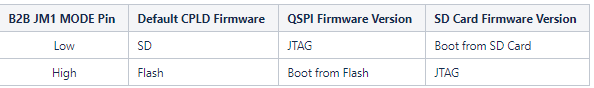 B2B JM1 MODE Pin Default CPLD Firmware QSPI Firmware Version SD Card Firmware Version
Low SD JTAG Boot from SD Card
High Flash Boot from Flash JTAG